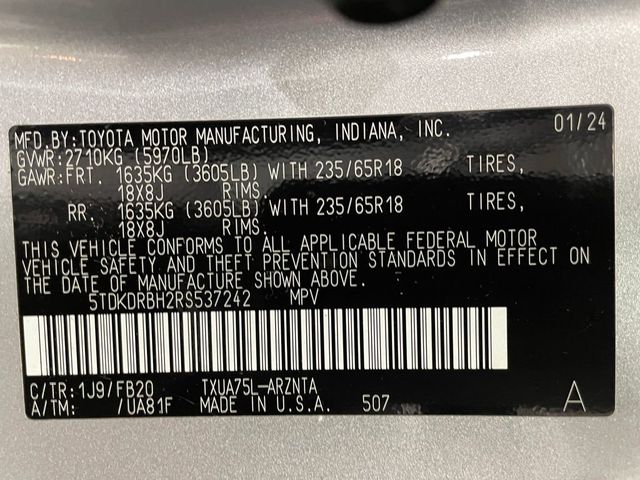 MFD.BY:TOYOTA MOTOR MANUFACTURING, INDIANA, INC. 01/24
GVWR:2710KG (5970LB)
GAWR:FRT. 1635KG (3605LB) WITH 235/65R18 TIRES,
18X8J RIMS.
RR. 1635KG (3605LB) WITH 235/65R18 TIRES,
18X8J RIMS.
THIS VEHICLE CONFORMS TO ALL APPLICABLE FEDERAL MOTOR
VEHICLE SAFETY AND THEFT PREVENTION STANDARDS IN EFFECT ON
THE DATE OF MANUFACTURE SHOWN ABOVE.
5TDKDRBH2RS537242 MPV
C/TR:1J9/FB20 TXUA75L-ARZNTA
A/TM: /UA81F MADE IN U.S.A. 507 A